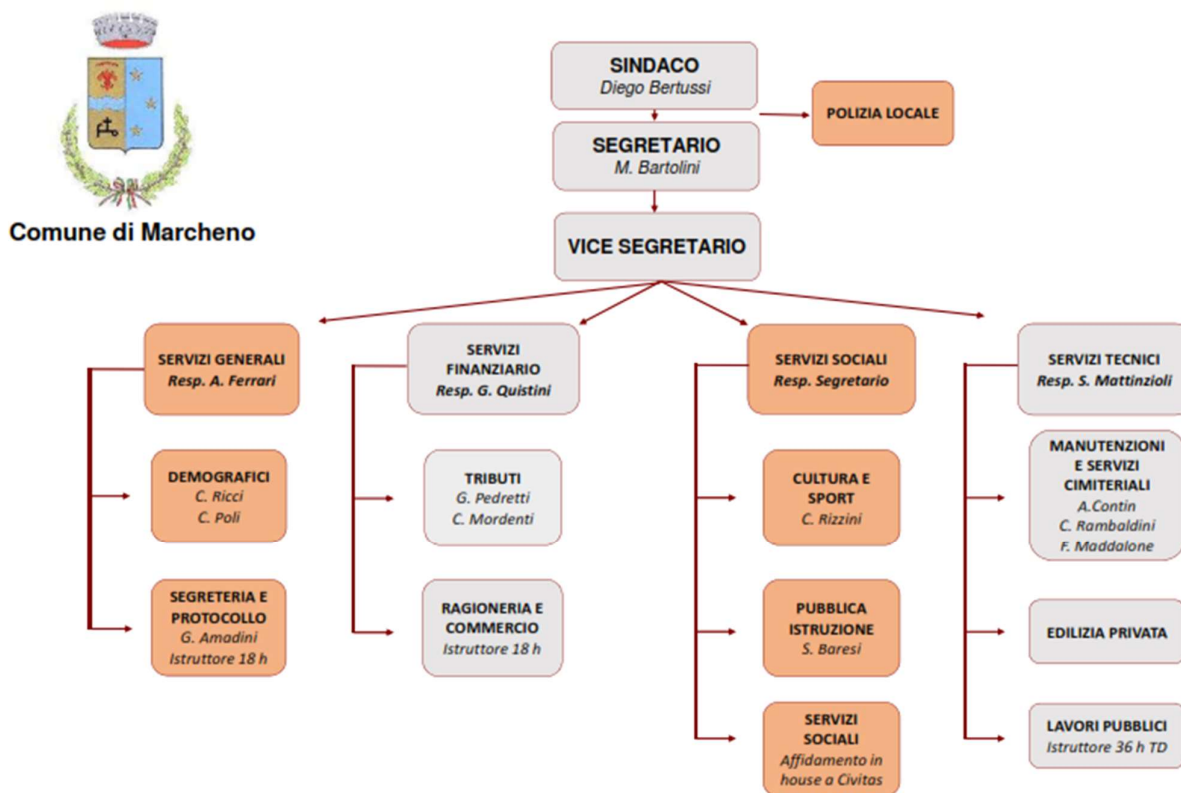 Comune di Marcheno
SINDACO
Diego Bertussi
POLIZIA LOCALE
SEGRETARIO
M. Bartolini
VICE SEGRETARIO
SERVIZI GENERALI
Resp. A. Ferrari
DEMOGRAFICI
C. Ricci
C. Poli
SEGRETERIA E
PROTOCOLLO
G. Amadini
Istruttore 18 h
SERVIZI
FINANZIARIO
Resp. G. Quistini
TRIBUTI
G. Pedretti
C. Mordenti
RAGIONERIA E
COMMERCIO
Istruttore 18 h
SERVIZI SOCIALI
Resp. Segretario
CULTURA E
SPORT
C. Rizzini
PUBBLICA
ISTRUZIONE
S. Baresi
SERVIZI
SOCIALI
Affidamento in
house a Civitas
SERVIZI TECNICI
Resp. S. Mattinzioli
MANUTENZIONI
E SERVIZI
CIMITERIALI
A.Contin
C. Rambaldini
F. Maddalone
EDILIZIA PRIVATA
LAVORI PUBBLICI
Istruttore 36 h TD